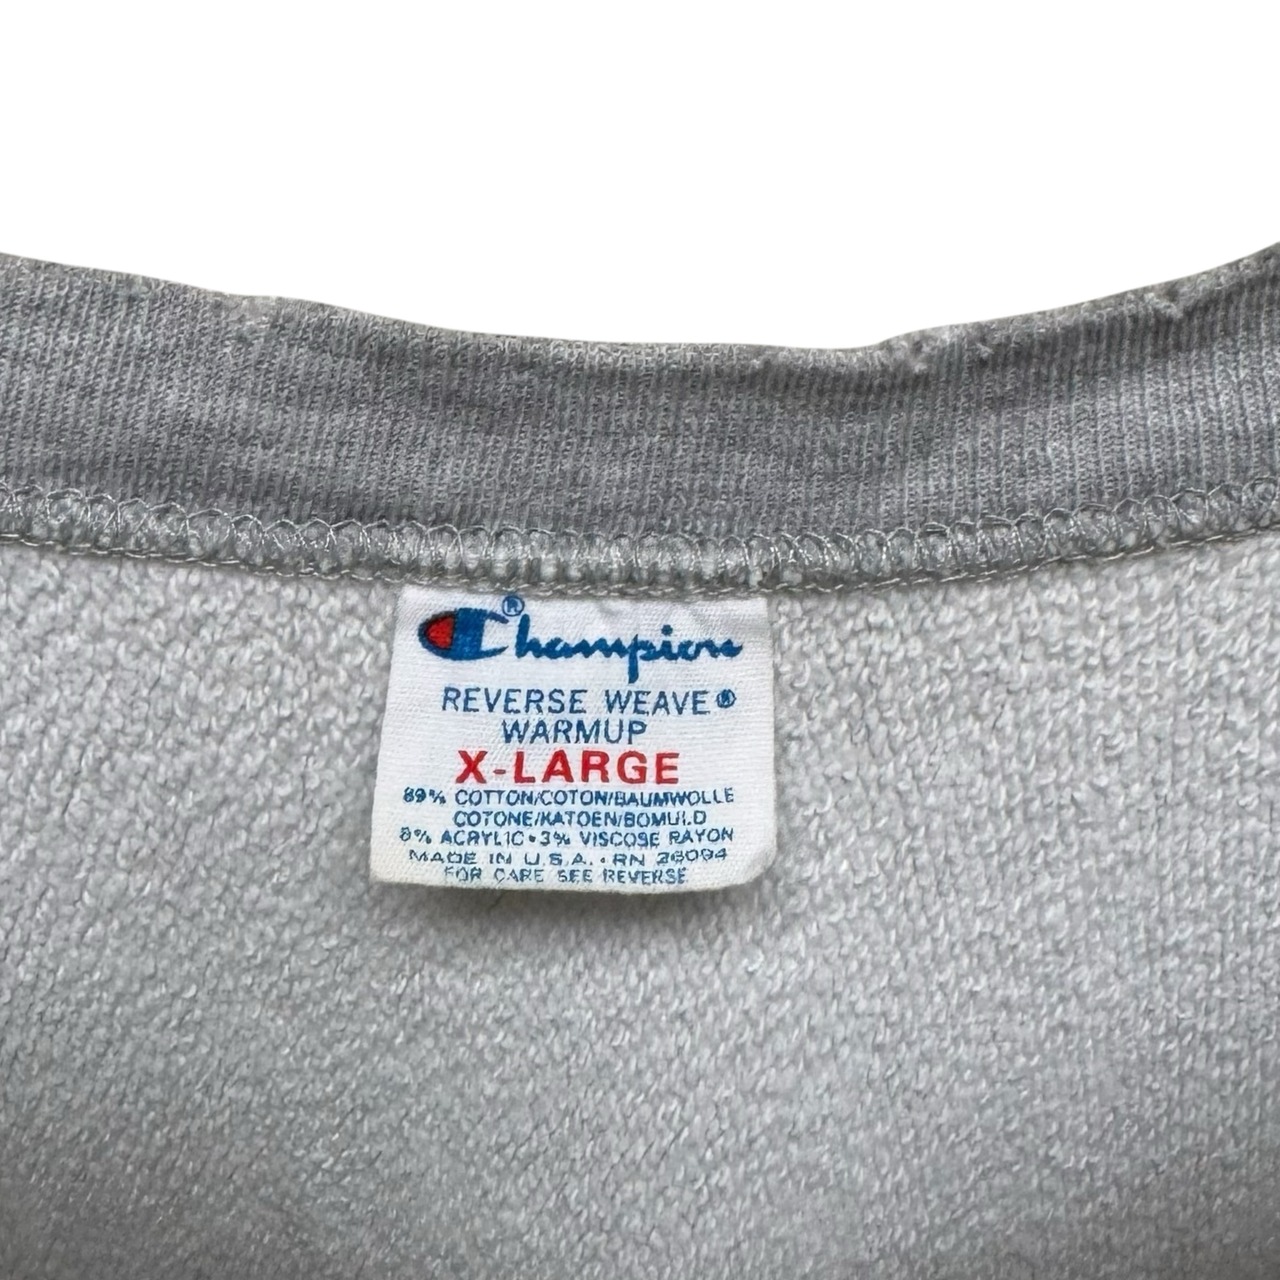 Champion®
REVERSE WEAVE®
WARMUP
X-LARGE
89% COTTON/COTON/BAUMWOLLE
COTONE/KATOEN/BOMULD
8% ACRYLIC • 3% VISCOSE RAYON
MADE IN U.S.A. • RN 26094
FOR CARE SEE REVERSE